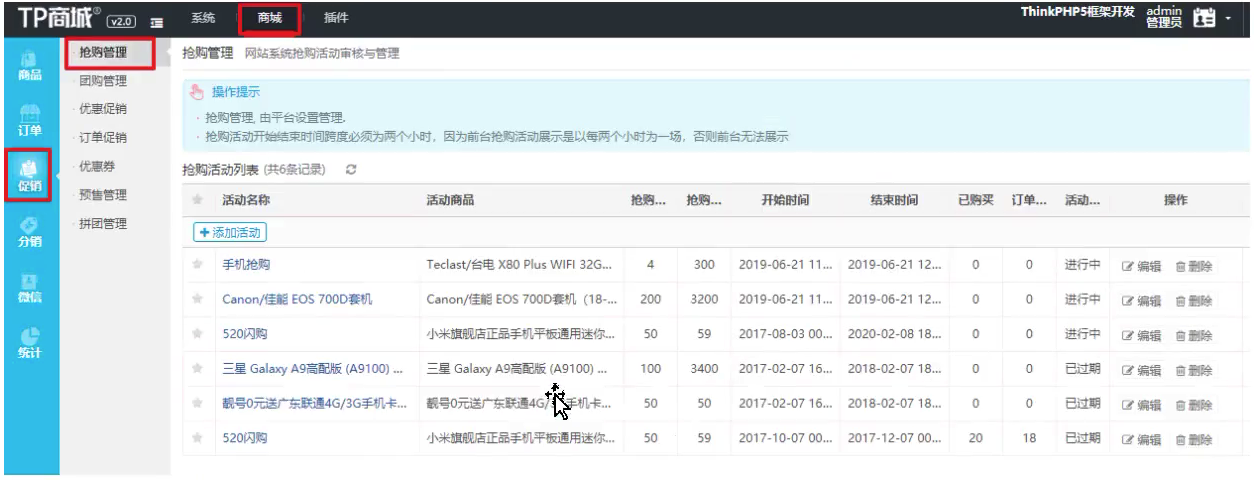 TP商城® v2.0 系统 商城 插件 ThinkPHP5框架开发 admin
管理员
商品
订单
促销
分销
微信
统计
抢购管理
团购管理
优惠促销
订单促销
优惠券
预售管理
拼团管理
抢购管理 网站系统抢购活动审核与管理
操作提示
· 抢购管理, 由平台设置管理.
· 抢购活动开始结束时间跨度必须为两个小时，因为前台抢购活动展示是以每两个小时为一场，否则前台无法展示
抢购活动列表 (共6条记录)
活动名称 活动商品 抢购... 抢购... 开始时间 结束时间 已购买 订单... 活动... 操作
+ 添加活动
手机抢购 Teclast/台电 X80 Plus WIFI 32G... 4 300 2019-06-21 11... 2019-06-21 12... 0 0 进行中 编辑 删除
Canon/佳能 EOS 700D套机 Canon/佳能 EOS 700D套机（18-... 200 3200 2019-06-21 11... 2019-06-21 12... 0 0 进行中 编辑 删除
520闪购 小米旗舰店正品手机平板通用迷你... 50 59 2017-08-03 00... 2020-02-08 18... 0 0 进行中 编辑 删除
三星 Galaxy A9高配版 (A9100) ... 三星 Galaxy A9高配版 (A9100) ... 100 3400 2017-02-07 16... 2018-02-07 18... 0 0 已过期 编辑 删除
靓号0元送广东联通4G/3G手机卡... 靓号0元送广东联通4G/3手机卡... 50 50 2017-02-07 16... 2018-02-07 18... 0 0 已过期 编辑 删除
520闪购 小米旗舰店正品手机平板通用迷你... 50 59 2017-10-07 00... 2017-12-07 00... 20 18 已过期 编辑 删除